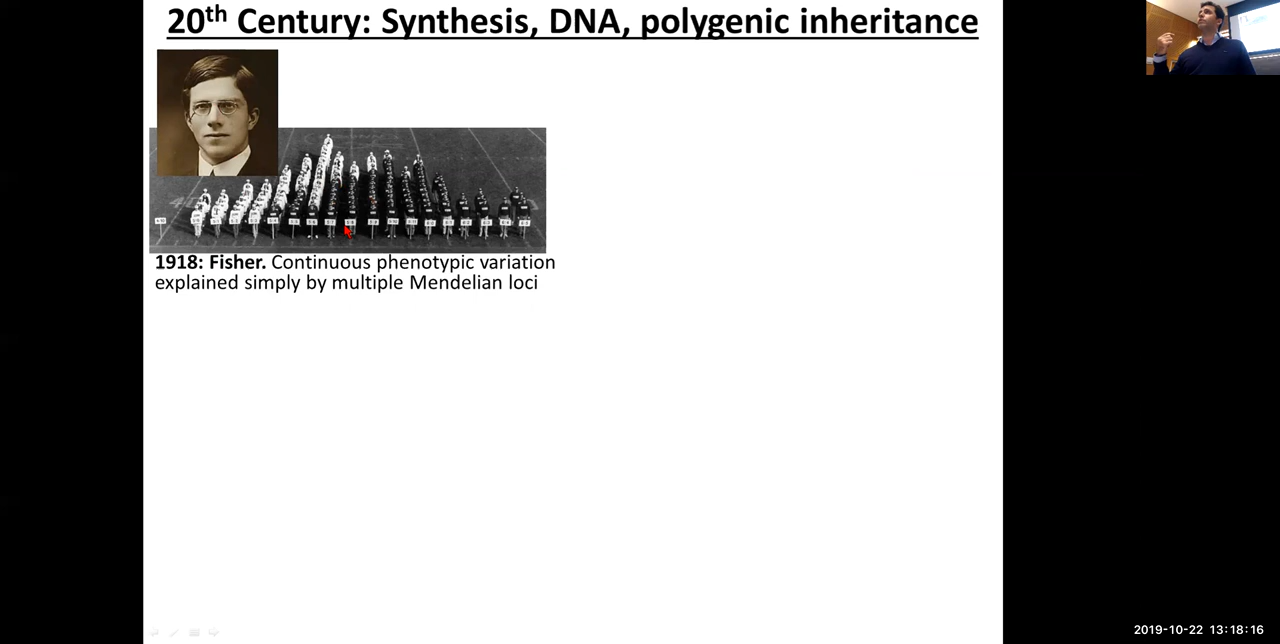 20th Century: Synthesis, DNA, polygenic inheritance
1918: Fisher. Continuous phenotypic variation
explained simply by multiple Mendelian loci
2019-10-22 13:18:16